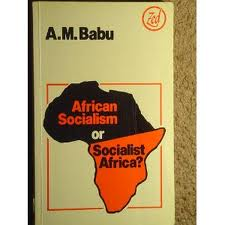 A.M. Babu
Zed
African
Socialism
or
Socialist
Africa?